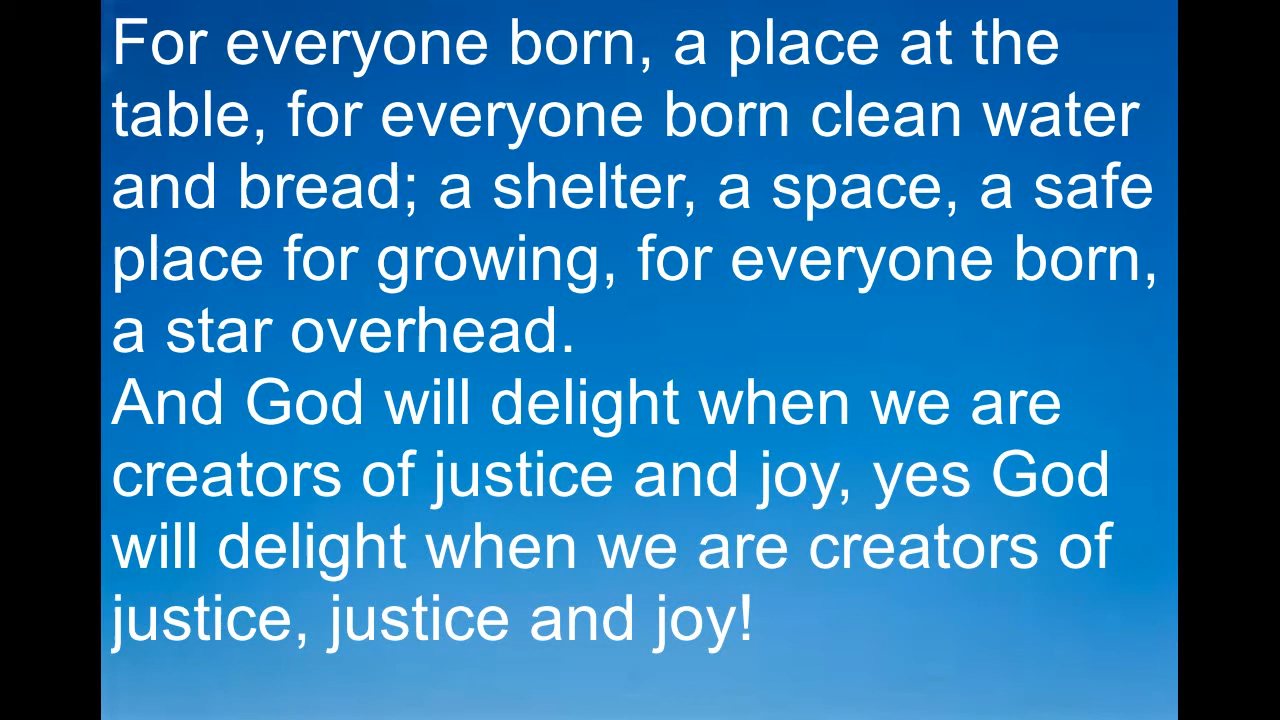 For everyone born, a place at the
table, for everyone born clean water
and bread; a shelter, a space, a safe
place for growing, for everyone born,
a star overhead.
And God will delight when we are
creators of justice and joy, yes God
will delight when we are creators of
justice, justice and joy!